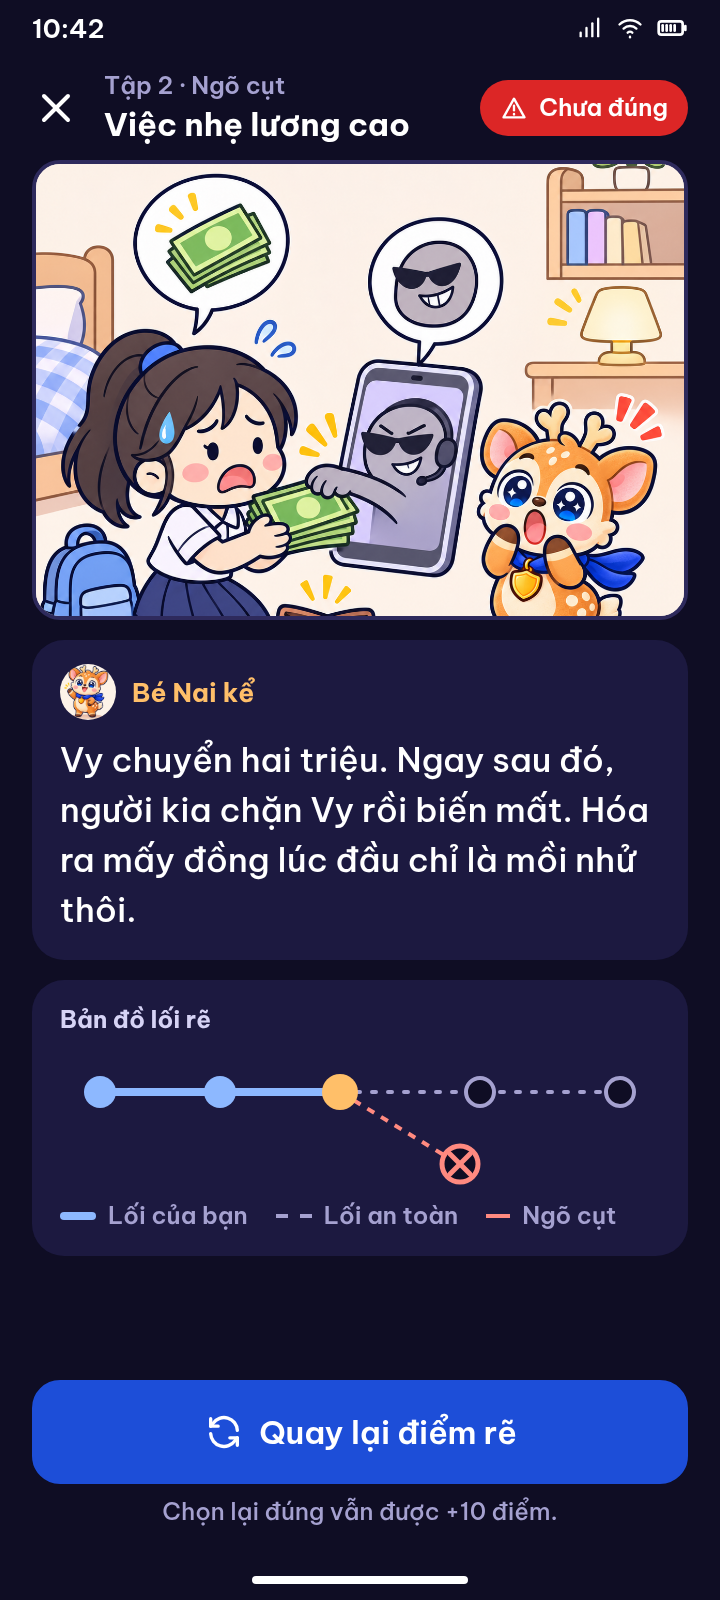 10:42
Tập 2 · Ngõ cụt
Việc nhẹ lương cao
Chưa đúng
Bé Nai kể
Vy chuyển hai triệu. Ngay sau đó,
người kia chặn Vy rồi biến mất. Hóa
ra mấy đồng lúc đầu chỉ là mồi nhử
thôi.
Bản đồ lối rẽ
Lối của bạn
Lối an toàn
Ngõ cụt
Quay lại điểm rẽ
Chọn lại đúng vẫn được +10 điểm.